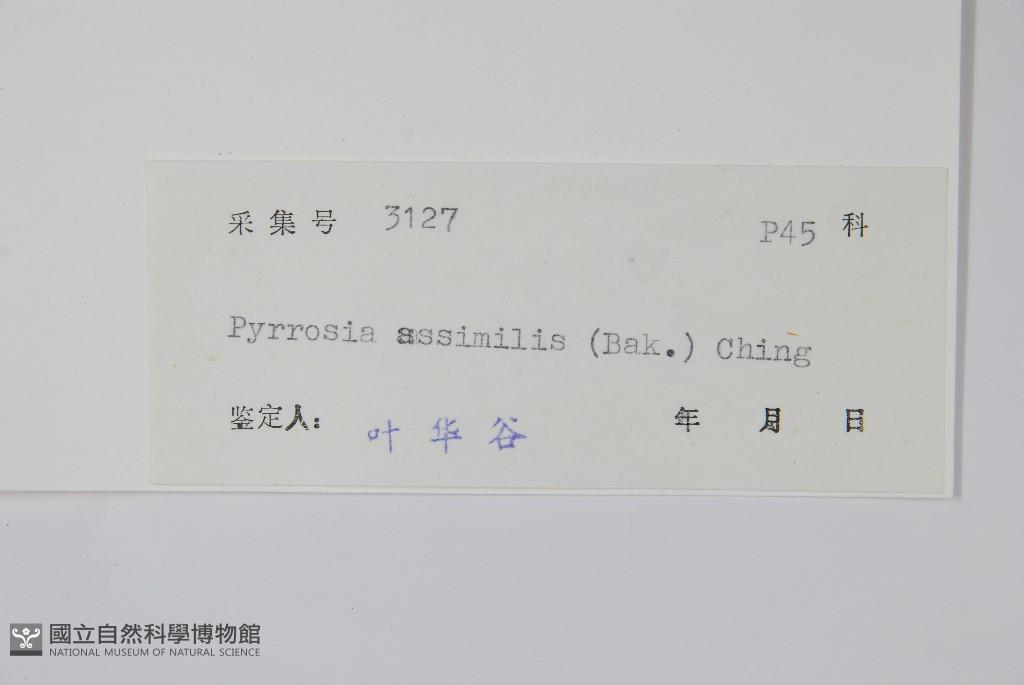 采集号 3127 P45 科
Pyrrosia assimilis (Bak.) Ching
鉴定人: 叶华谷 年 月 日
國立自然科學博物館
NATIONAL MUSEUM OF NATURAL SCIENCE